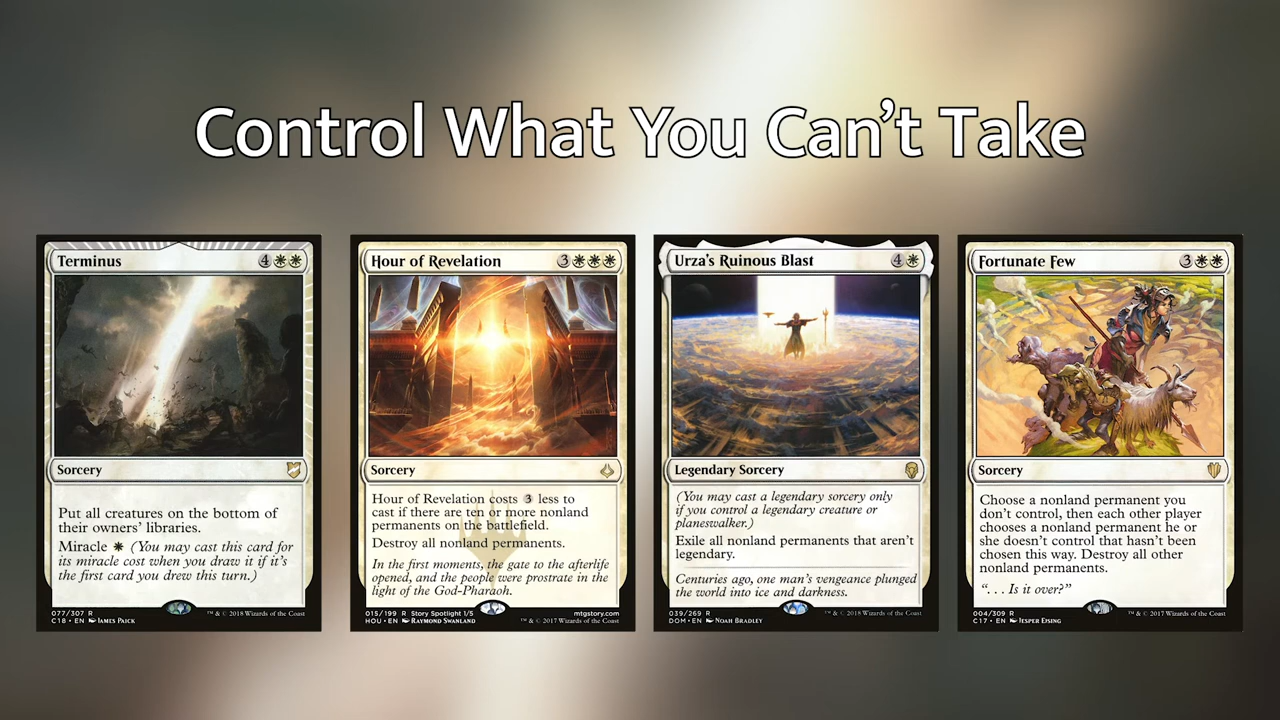 Control What You Can't Take
Terminus 4
Sorcery
Put all creatures on the bottom of
their owners' libraries.
Miracle (You may cast this card for
its miracle cost when you draw it if it's
the first card you drew this turn.)
077/307 R
C18 • EN JAMES PAICK
™ & © 2018 Wizards of the Coast
Hour of Revelation 3
Sorcery
Hour of Revelation costs 3 less to
cast if there are ten or more nonland
permanents on the battlefield.
Destroy all nonland permanents.
In the first moments, the gate to the afterlife
opened, and the people were prostrate in the
light of the God-Pharaoh.
015/199 R Story Spotlight 1/5
mtgstory.com
HOU • EN RAYMOND SWANLAND
™ & © 2017 Wizards of the Coast
Urza's Ruinous Blast 4
Legendary Sorcery
(You may cast a legendary sorcery only
if you control a legendary creature or
planeswalker.)
Exile all nonland permanents that aren't
legendary.
Centuries ago, one man's vengeance plunged
the world into ice and darkness.
039/269 R
DOM • EN NOAH BRADLEY
™ & © 2018 Wizards of the Coast
Fortunate Few 3
Sorcery
Choose a nonland permanent you
don't control, then each other player
chooses a nonland permanent he or
she doesn't control that hasn't been
chosen this way. Destroy all other
nonland permanents.
". . . Is it over?"
004/309 R
C17 • EN JESPER EJSING
™ & © 2017 Wizards of the Coast